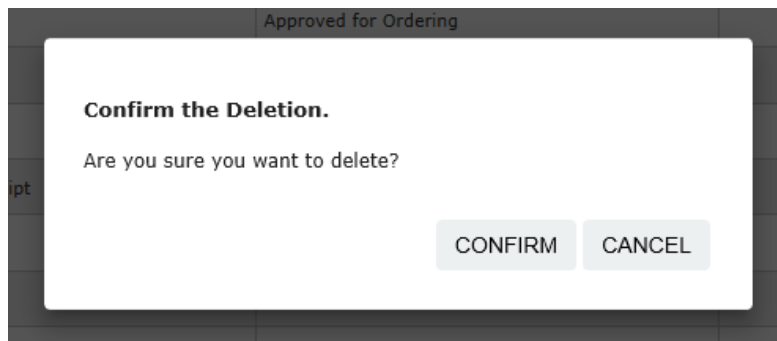 Approved for Ordering
Confirm the Deletion.
Are you sure you want to delete?
ipt
CONFIRM CANCEL